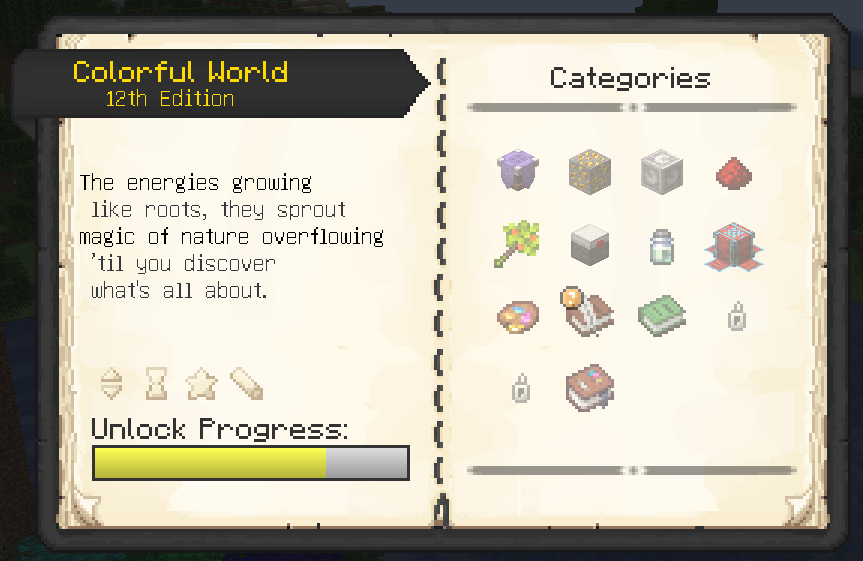 Colorful World
12th Edition
The energies growing
like roots, they sprout
magic of nature overflowing
'til you discover
what's all about.
Unlock Progress:
Categories